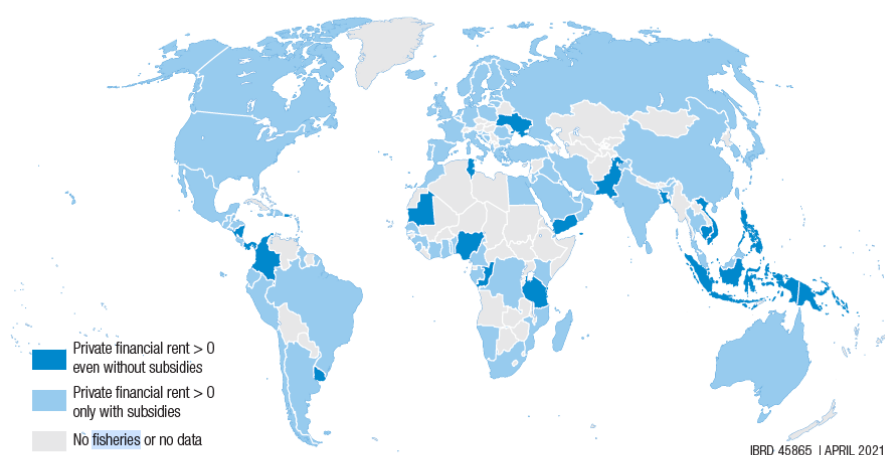 Private financial rent > 0
even without subsidies
Private financial rent > 0
only with subsidies
No fisheries or no data
IBRD 45865 | APRIL 2021